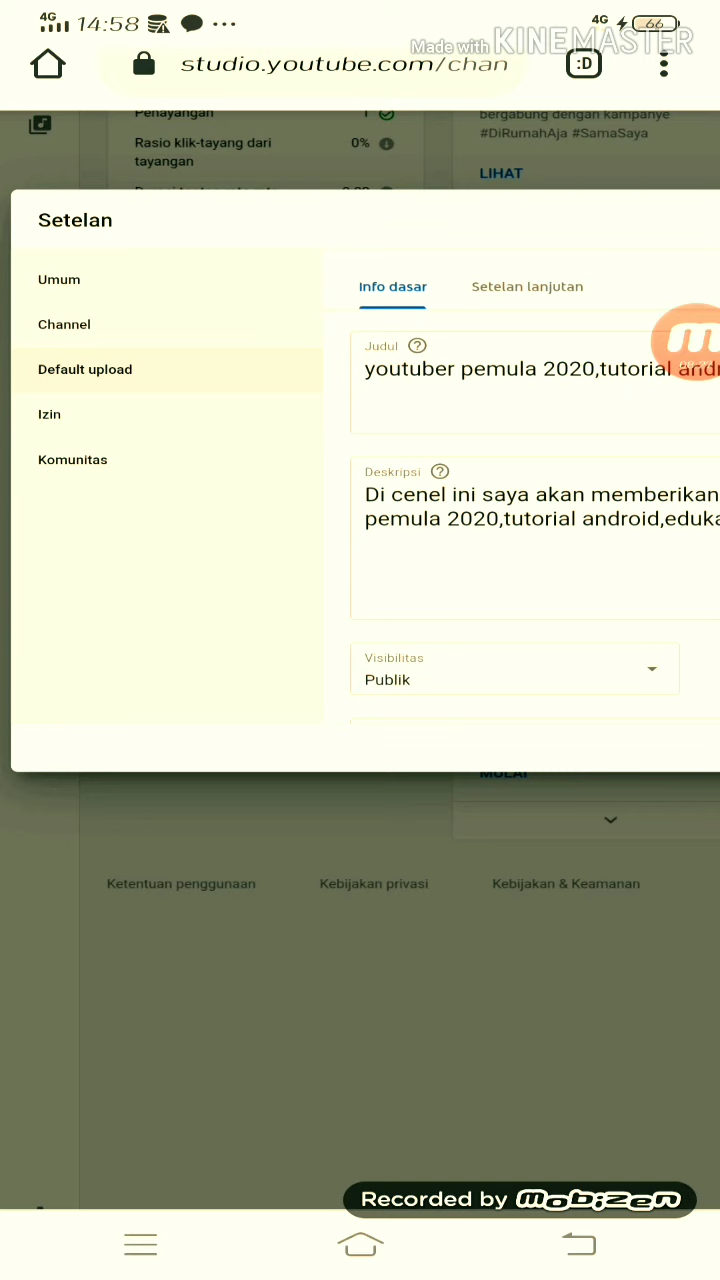 4G 14:58 ... 4G 66
Made with KINEMASTER
studio.youtube.com/chan :D
Penayangan 1
Rasio klik-tayang dari 0%
tayangan
bergabung dengan kampanye
#DiRumahAja #SamaSaya
LIHAT
Setelan
Umum
Channel
Default upload
Izin
Komunitas
Info dasar Setelan lanjutan
Judul
youtuber pemula 2020,tutorial andr
Deskripsi
Di cenel ini saya akan memberikan
pemula 2020,tutorial android,eduka
Visibilitas
Publik
MULAI
Ketentuan penggunaan Kebijakan privasi Kebijakan & Keamanan
Recorded by mobizen